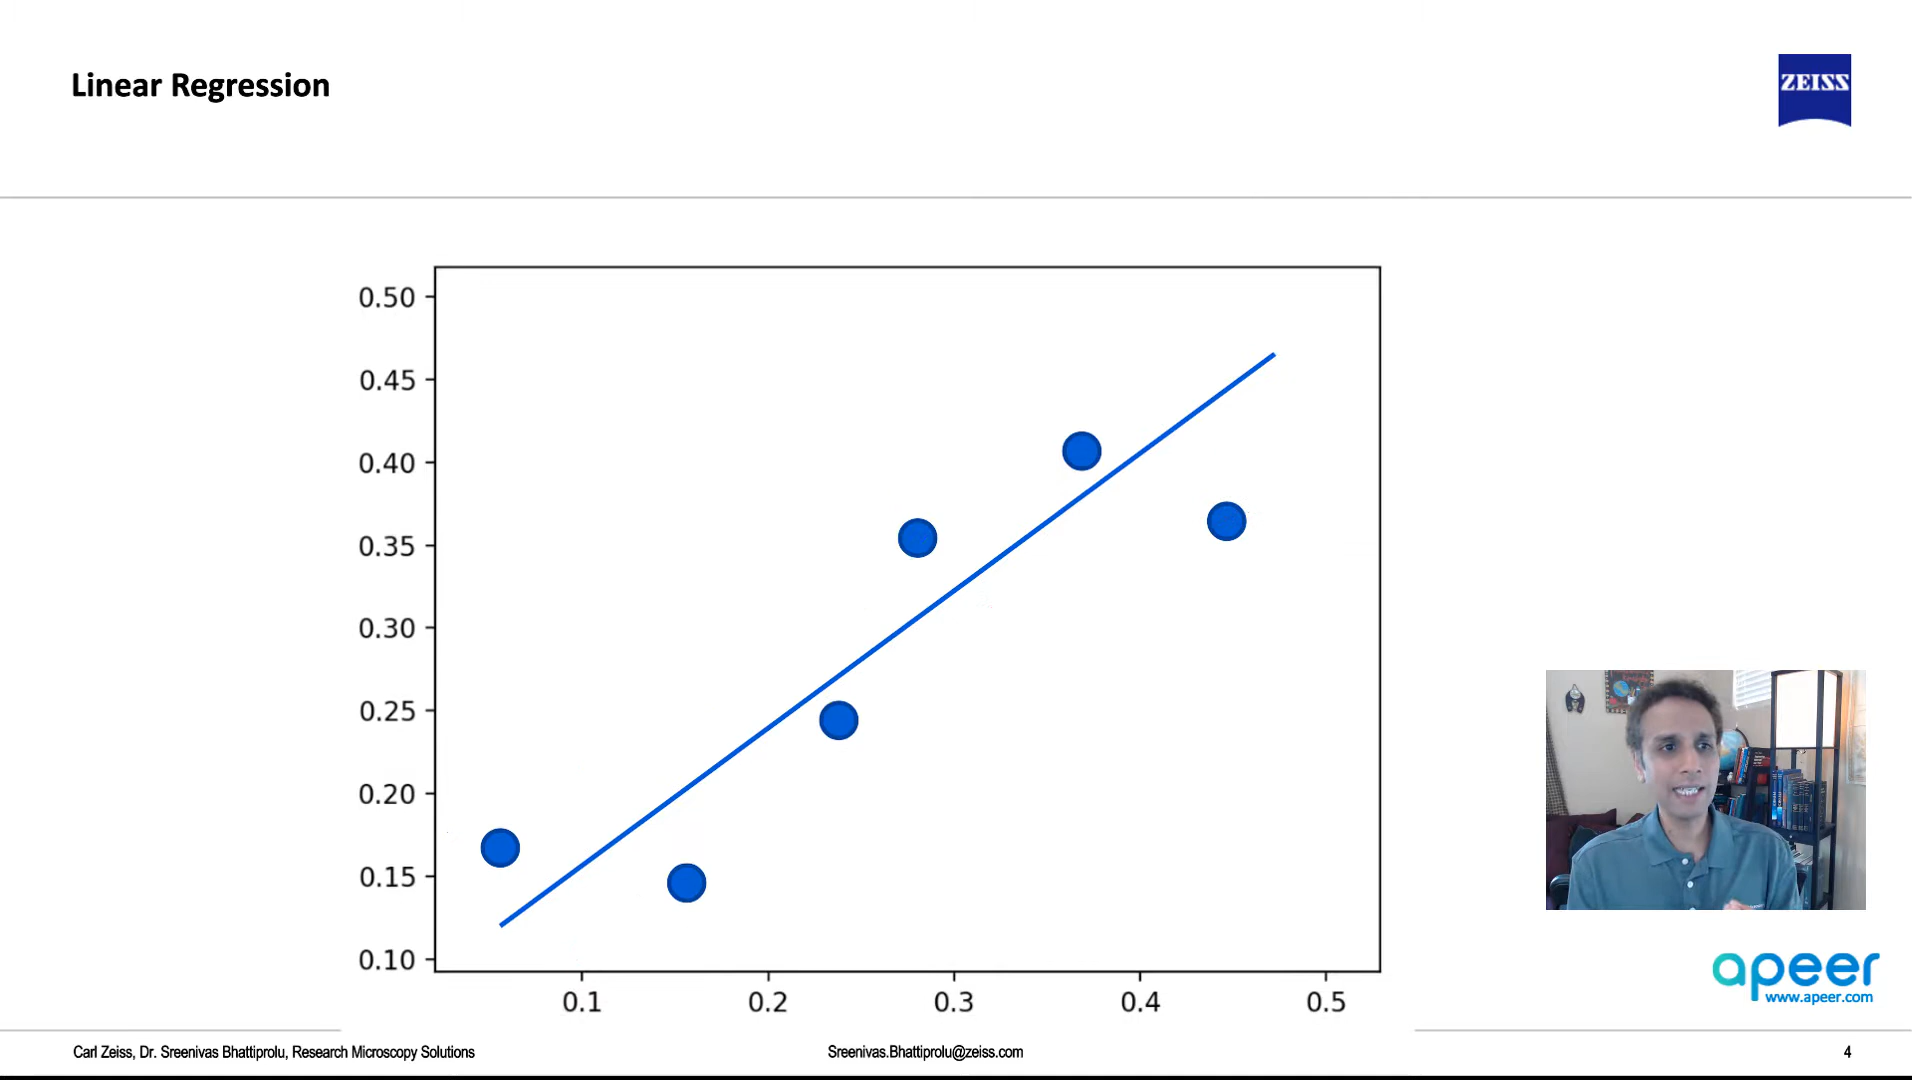 Linear Regression
ZEISS
0.50
0.45
0.40
0.35
0.30
0.25
0.20
0.15
0.10
0.1 0.2 0.3 0.4 0.5
apeer
www.apeer.com
Carl Zeiss, Dr. Sreenivas Bhattiprolu, Research Microscopy Solutions Sreenivas.Bhattiprolu@zeiss.com 4